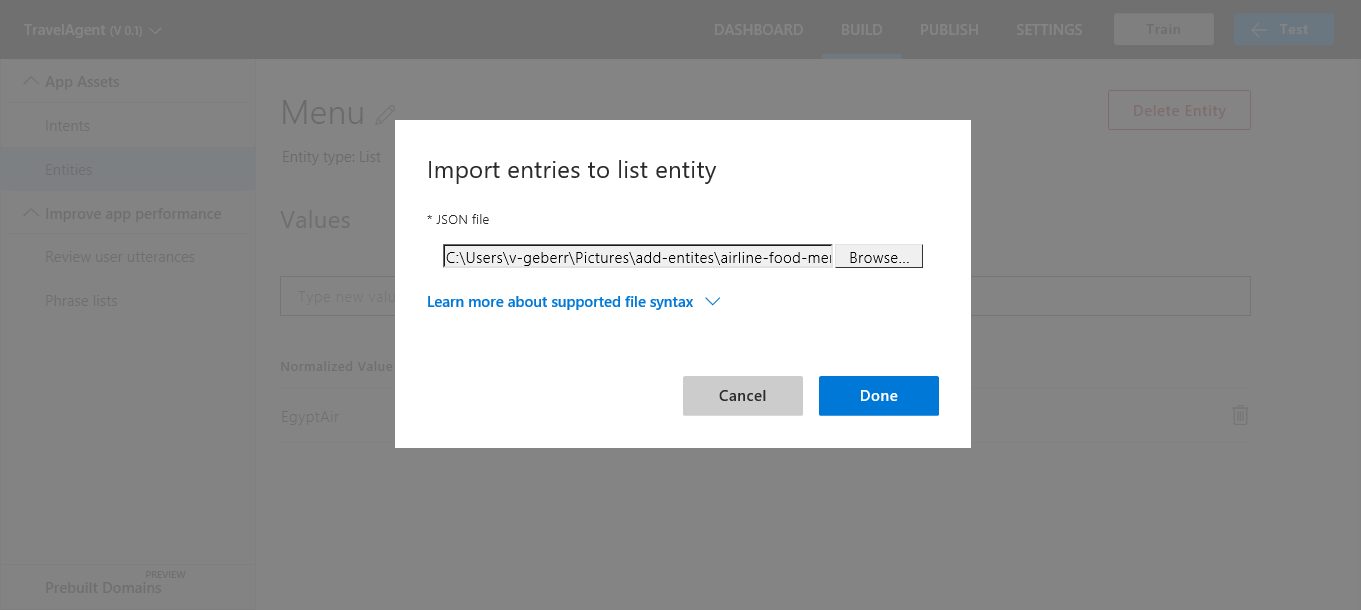 TravelAgent (V 0.1)
DASHBOARD
BUILD
PUBLISH
SETTINGS
Train
Test
App Assets
Intents
Entities
Improve app performance
Review user utterances
Phrase lists
PREVIEW
Prebuilt Domains
Menu
Delete Entity
Entity type: List
Values
Type new valu
Normalized Value
EgyptAir
Import entries to list entity
* JSON file
C:\Users\v-geberr\Pictures\add-entites\airline-food-mer
Browse...
Learn more about supported file syntax
Cancel
Done